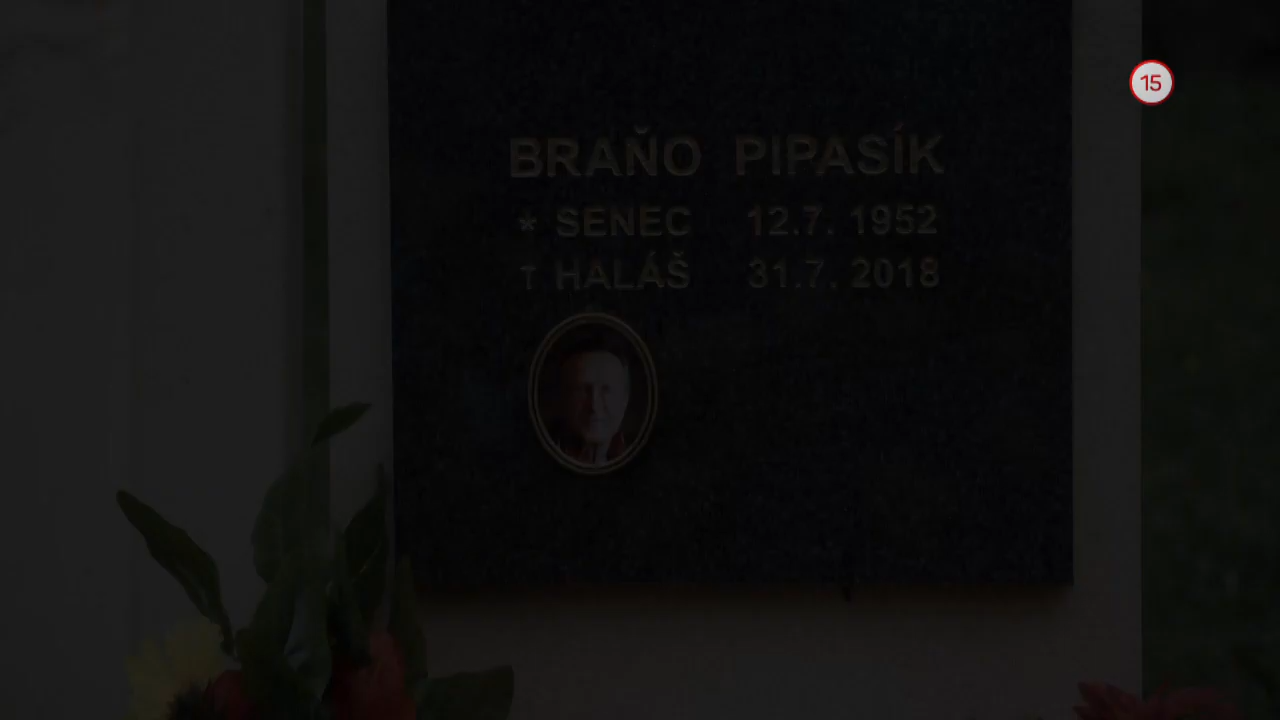 15
BRAŇO PIPASÍK
* SENEC 12.7. 1952
† HALÁŠ 31.7. 2018